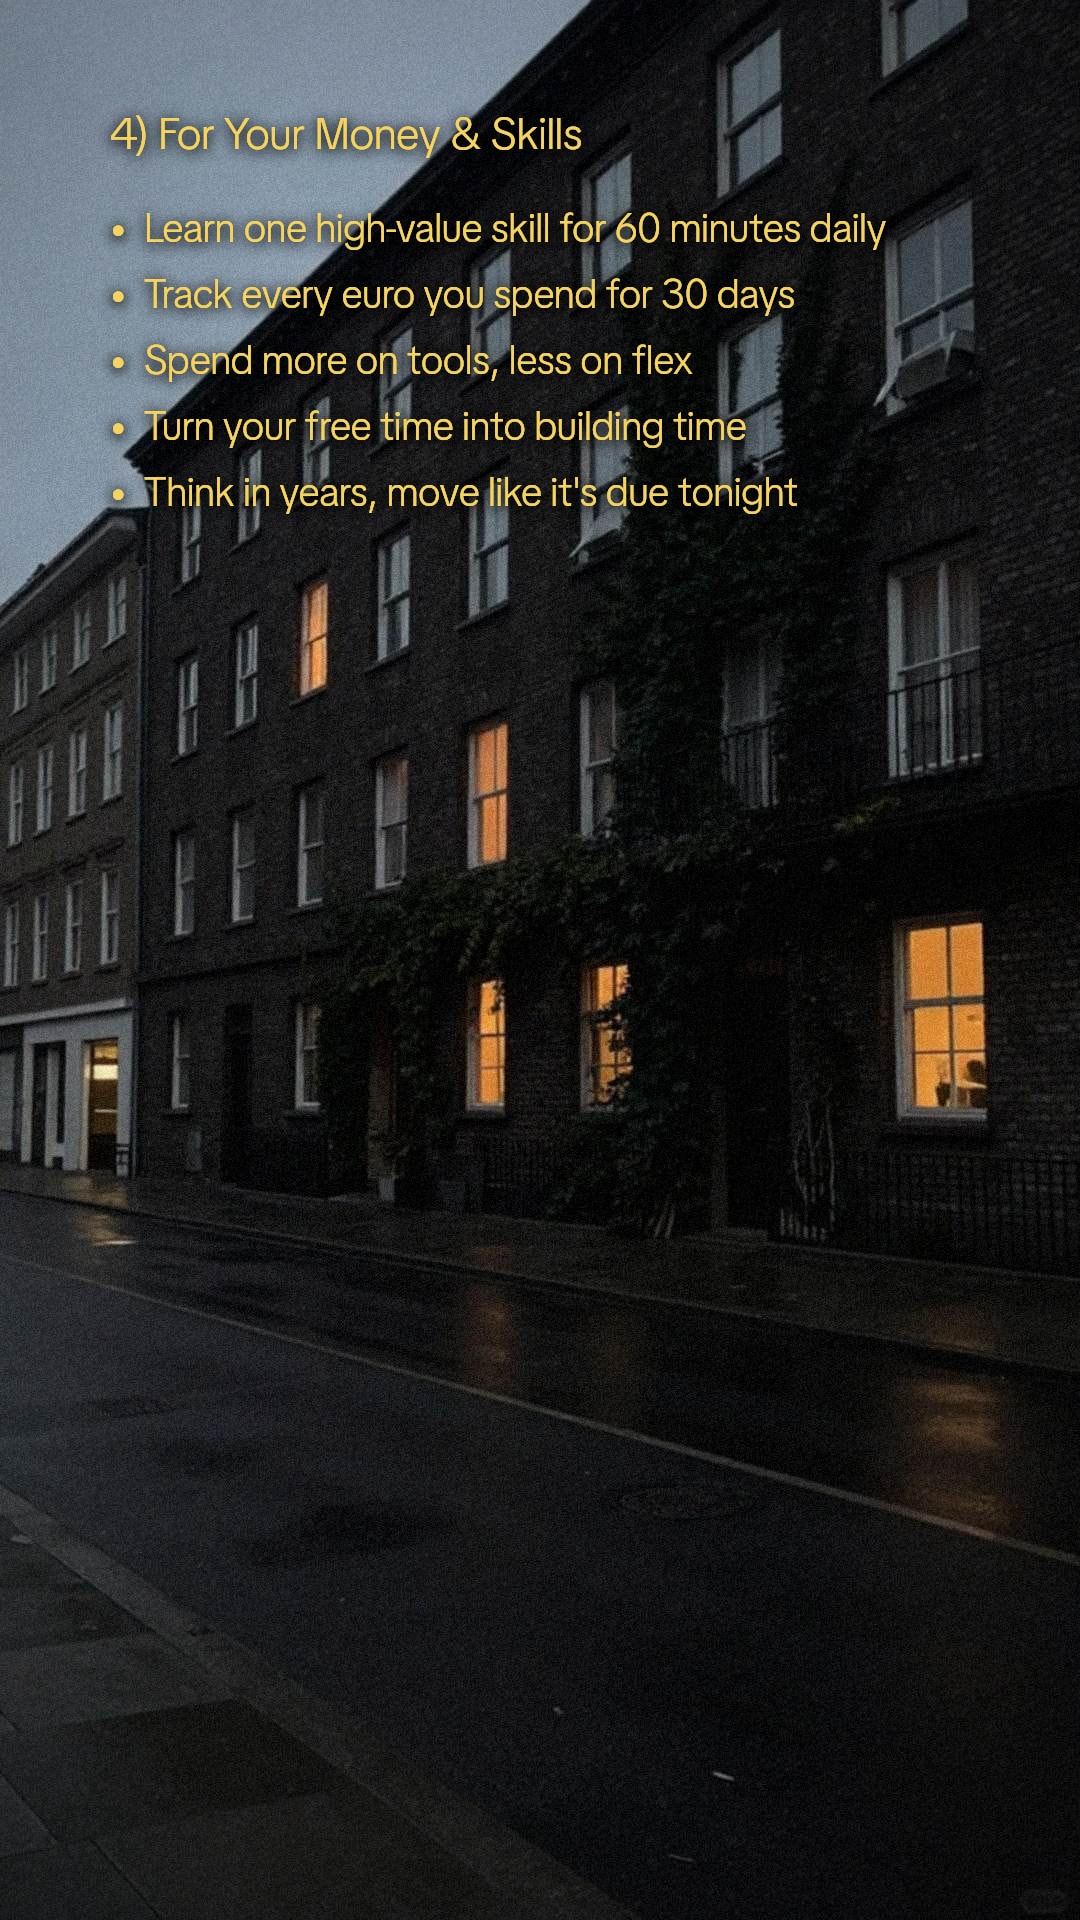 4) For Your Money & Skills
• Learn one high-value skill for 60 minutes daily
• Track every euro you spend for 30 days
• Spend more on tools, less on flex
• Turn your free time into building time
• Think in years, move like it's due tonight